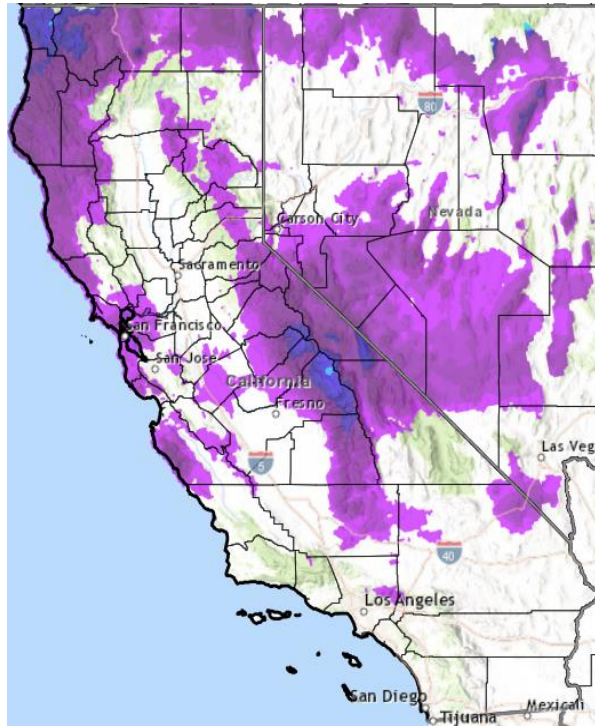 80
Nevada
Carson City
Sacramento
San Francisco
San Jose
California
Fresno
Las Veg
5
40
Los Angeles
San Diego
Tijuana
Mexicali